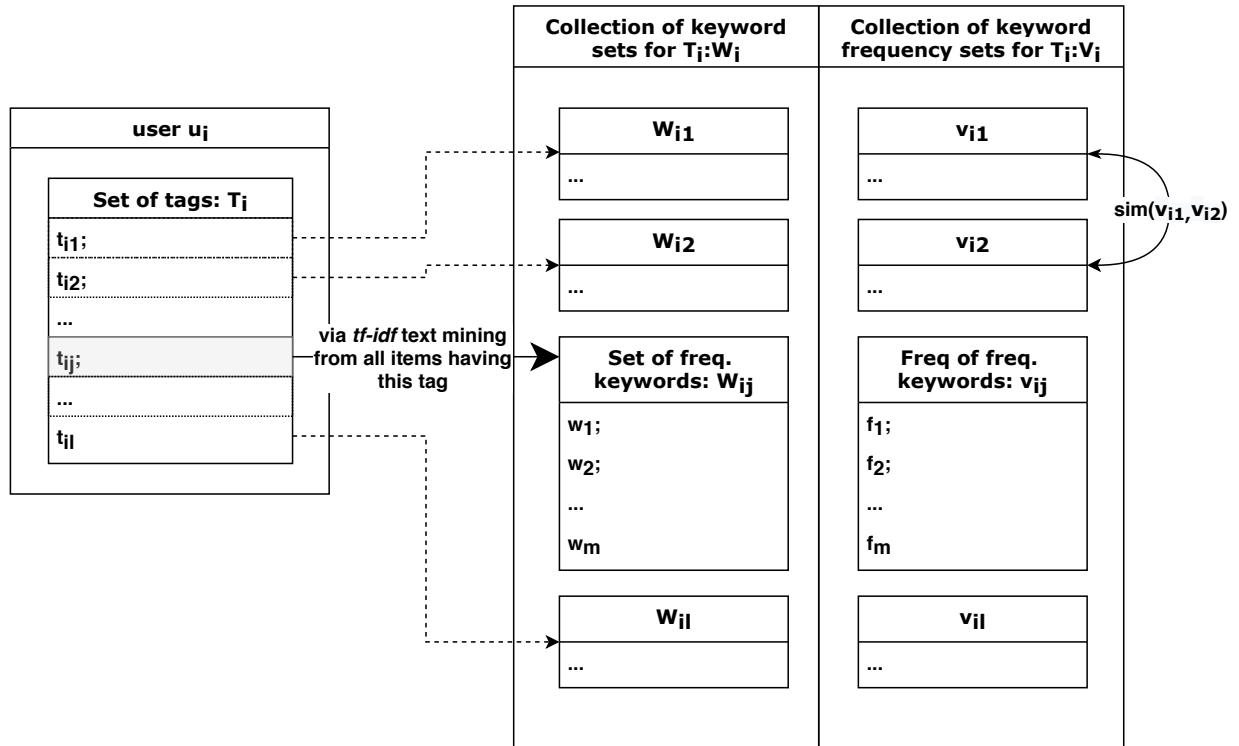 Collection of keyword
sets for Ti:Wi
Collection of keyword
frequency sets for Ti:Vi
user ui
Set of tags: Ti
ti1;
ti2;
...
tij;
...
til
via tf-idf text mining
from all items having
this tag
Wi1
...
Wi2
...
Set of freq.
keywords: Wij
w1;
w2;
...
wm
Wil
...
vi1
...
vi2
...
sim(vi1,vi2)
Freq of freq.
keywords: vij
f1;
f2;
...
fm
vil
...